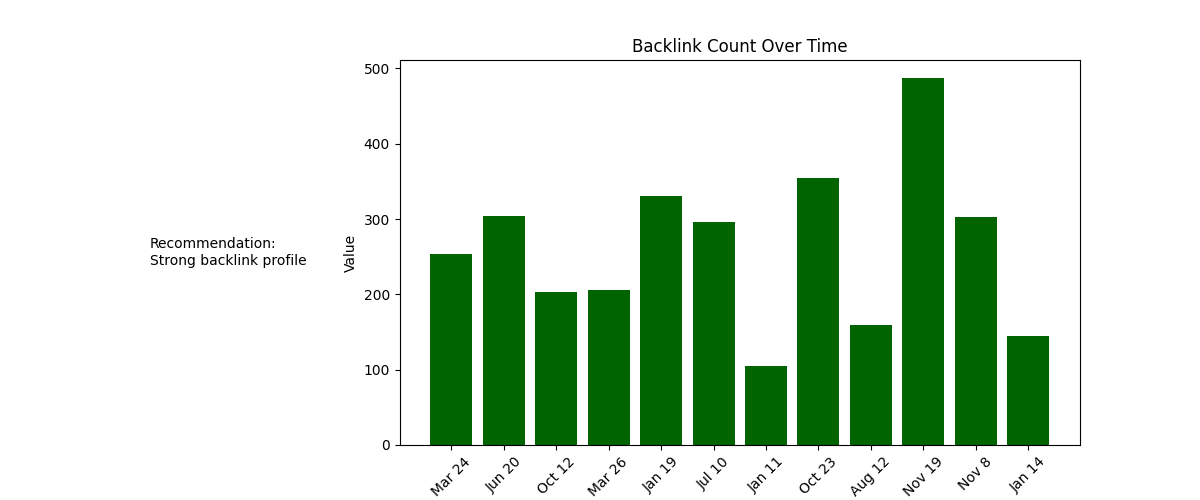 Backlink Count Over Time
Recommendation:
Strong backlink profile
Value
500
400
300
200
100
0
Mar 24
Jun 20
Oct 12
Mar 26
Jan 19
Jul 10
Jan 11
Oct 23
Aug 12
Nov 19
Nov 8
Jan 14